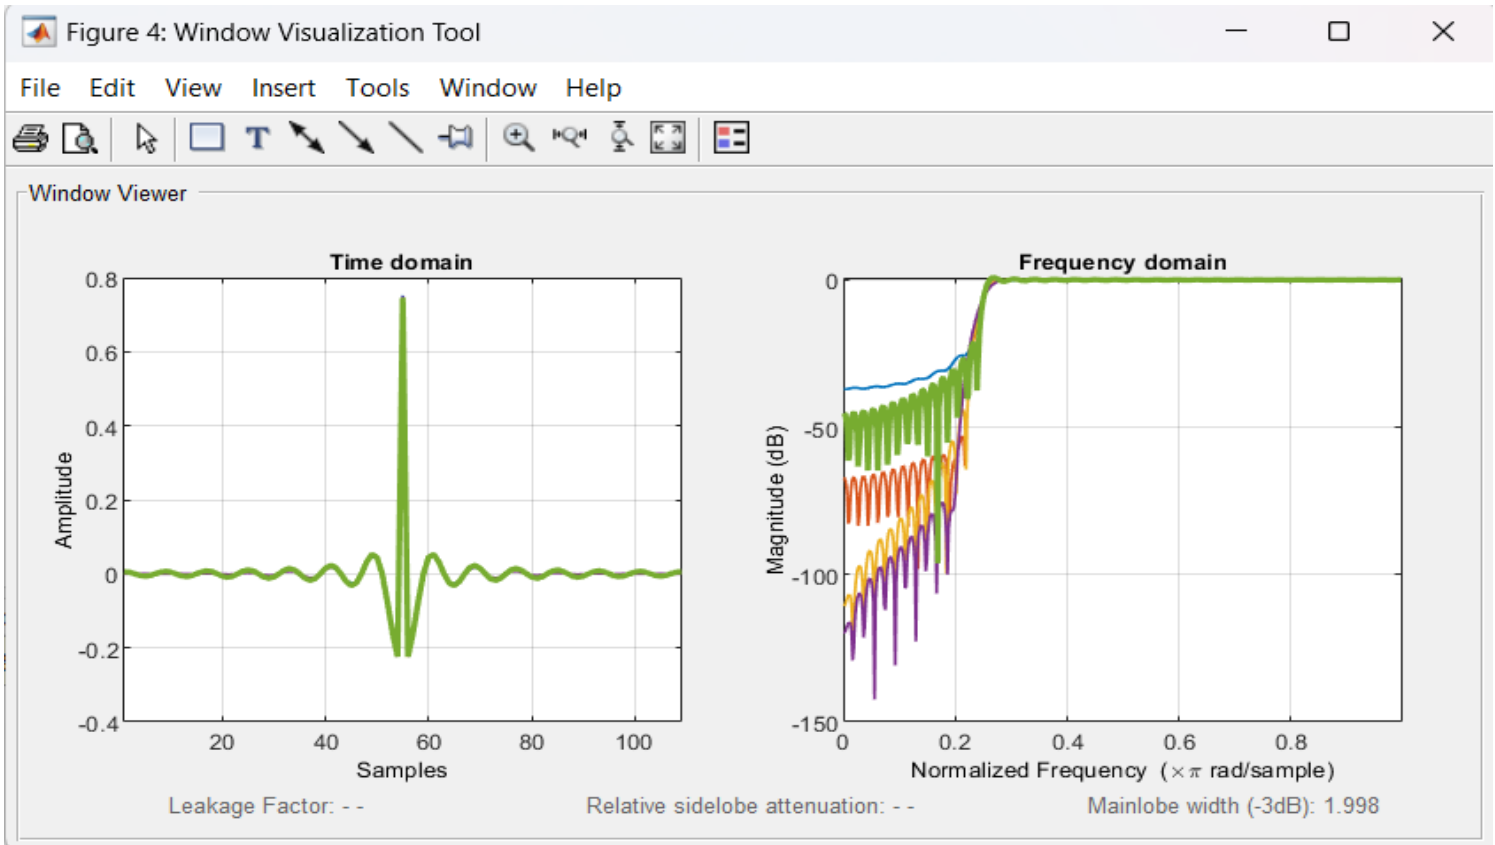 Figure 4: Window Visualization Tool
File Edit View Insert Tools Window Help
T
Window Viewer
Time domain
0.8
0.6
0.4
0.2
0
-0.2
-0.4
20 40 60 80 100
Amplitude
Samples
Frequency domain
0
-50
-100
-150
0 0.2 0.4 0.6 0.8
Magnitude (dB)
Normalized Frequency (×π rad/sample)
Leakage Factor: - - Relative sidelobe attenuation: - - Mainlobe width (-3dB): 1.998